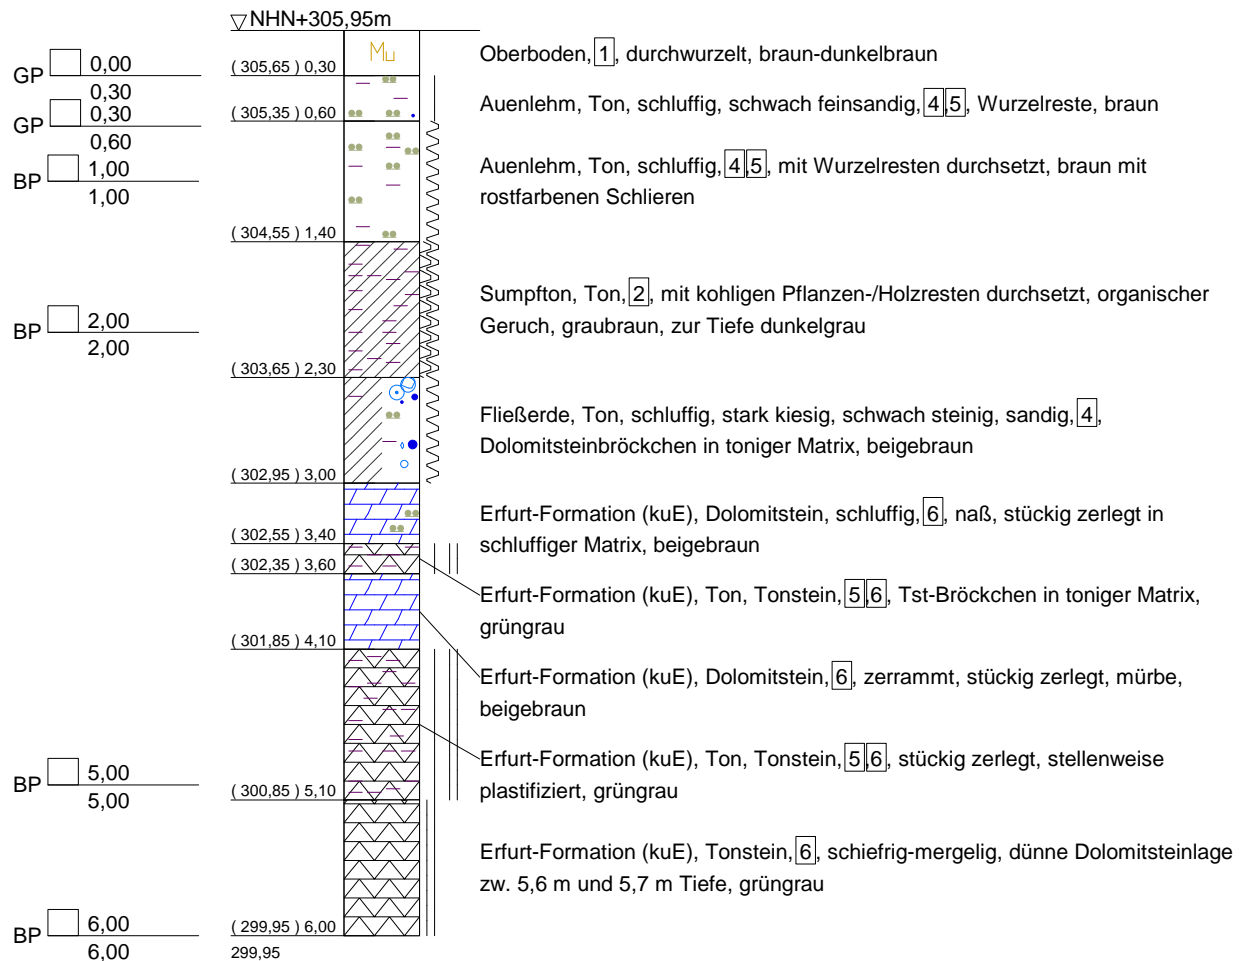 NHN+305,95m
Mu
Oberboden, 1, durchwurzelt, braun-dunkelbraun
GP 0,00
0,30
(305,65) 0,30
Auenlehm, Ton, schluffig, schwach feinsandig, 4, 5, Wurzelreste, braun
GP 0,30
0,60
(305,35) 0,60
Auenlehm, Ton, schluffig, 4, 5, mit Wurzelresten durchsetzt, braun mit
rostfarbenen Schlieren
BP 1,00
1,00
(304,55) 1,40
Sumpfton, Ton, 2, mit kohligen Pflanzen-/Holzresten durchsetzt, organischer
Geruch, graubraun, zur Tiefe dunkelgrau
BP 2,00
2,00
(303,65) 2,30
Fließerde, Ton, schluffig, stark kiesig, schwach steinig, sandig, 4,
Dolomitsteinbröckchen in toniger Matrix, beigebraun
(302,95) 3,00
Erfurt-Formation (kuE), Dolomitstein, schluffig, 6, naß, stückig zerlegt in
schluffiger Matrix, beigebraun
(302,55) 3,40
(302,35) 3,60
Erfurt-Formation (kuE), Ton, Tonstein, 5, 6, Tst-Bröckchen in toniger Matrix,
grüngrau
(301,85) 4,10
Erfurt-Formation (kuE), Dolomitstein, 6, zerrammt, stückig zerlegt, mürbe,
beigebraun
Erfurt-Formation (kuE), Ton, Tonstein, 5, 6, stückig zerlegt, stellenweise
plastifiziert, grüngrau
BP 5,00
5,00
(300,85) 5,10
Erfurt-Formation (kuE), Tonstein, 6, schiefrig-mergelig, dünne Dolomitsteinlage
zw. 5,6 m und 5,7 m Tiefe, grüngrau
BP 6,00
6,00
(299,95) 6,00
299,95